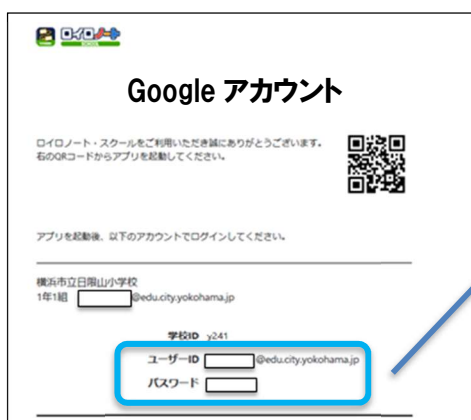 ロイロノート
SCHOOL
Google アカウント
ロイロノート・スクールをご利用いただき誠にありがとうございます。
右のQRコードからアプリを起動してください。
アプリを起動後、以下のアカウントでログインしてください。
横浜市立日限山小学校
1年1組 @edu.city.yokohama.jp
学校ID y241
ユーザーID @edu.city.yokohama.jp
パスワード